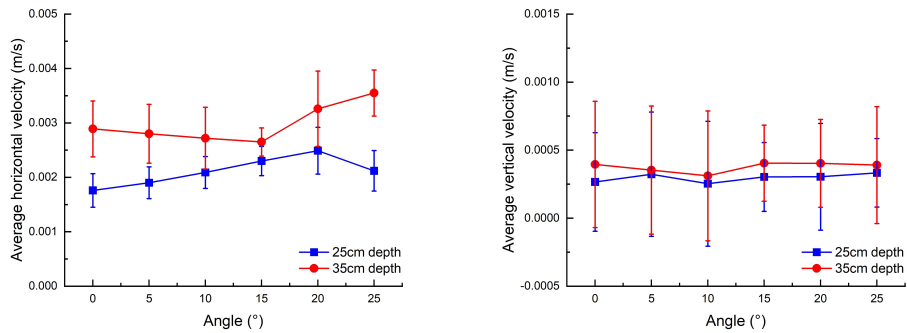 0.005
0.004
0.003
0.002
0.001
0.000
Average horizontal velocity (m/s)
0 5 10 15 20 25
Angle (°)
25cm depth
35cm depth
0.0015
0.0010
0.0005
0.0000
-0.0005
Average vertical velocity (m/s)
0 5 10 15 20 25
Angle (°)
25cm depth
35cm depth